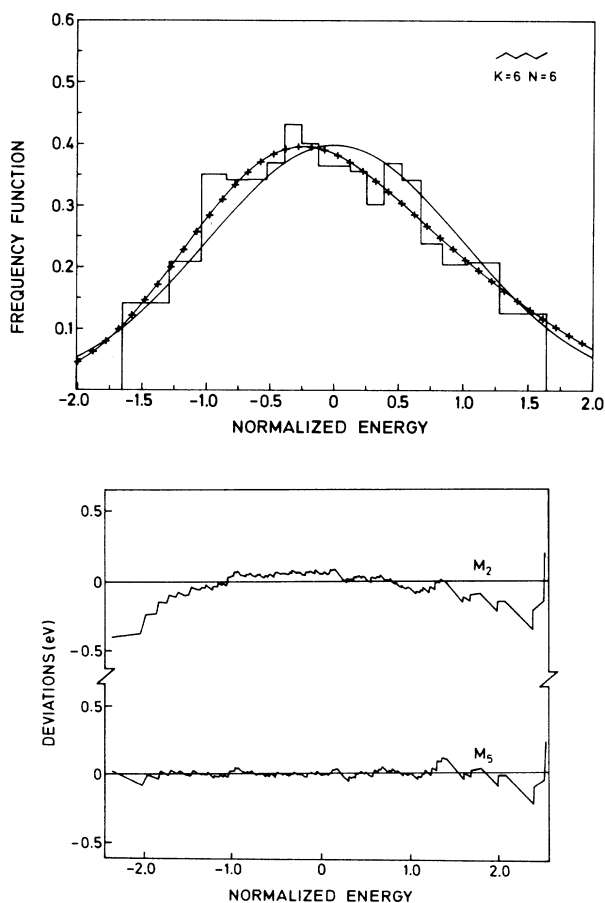 0.6
0.5
0.4
0.3
0.2
0.1
FREQUENCY FUNCTION
K=6 N=6
-2.0 -1.5 -1.0 -0.5 0 0.5 1.0 1.5 2.0
NORMALIZED ENERGY
0.5
0
-0.5
0.5
0
-0.5
DEVIATIONS (eV)
M2
M5
-2.0 -1.0 0 1.0 2.0
NORMALIZED ENERGY